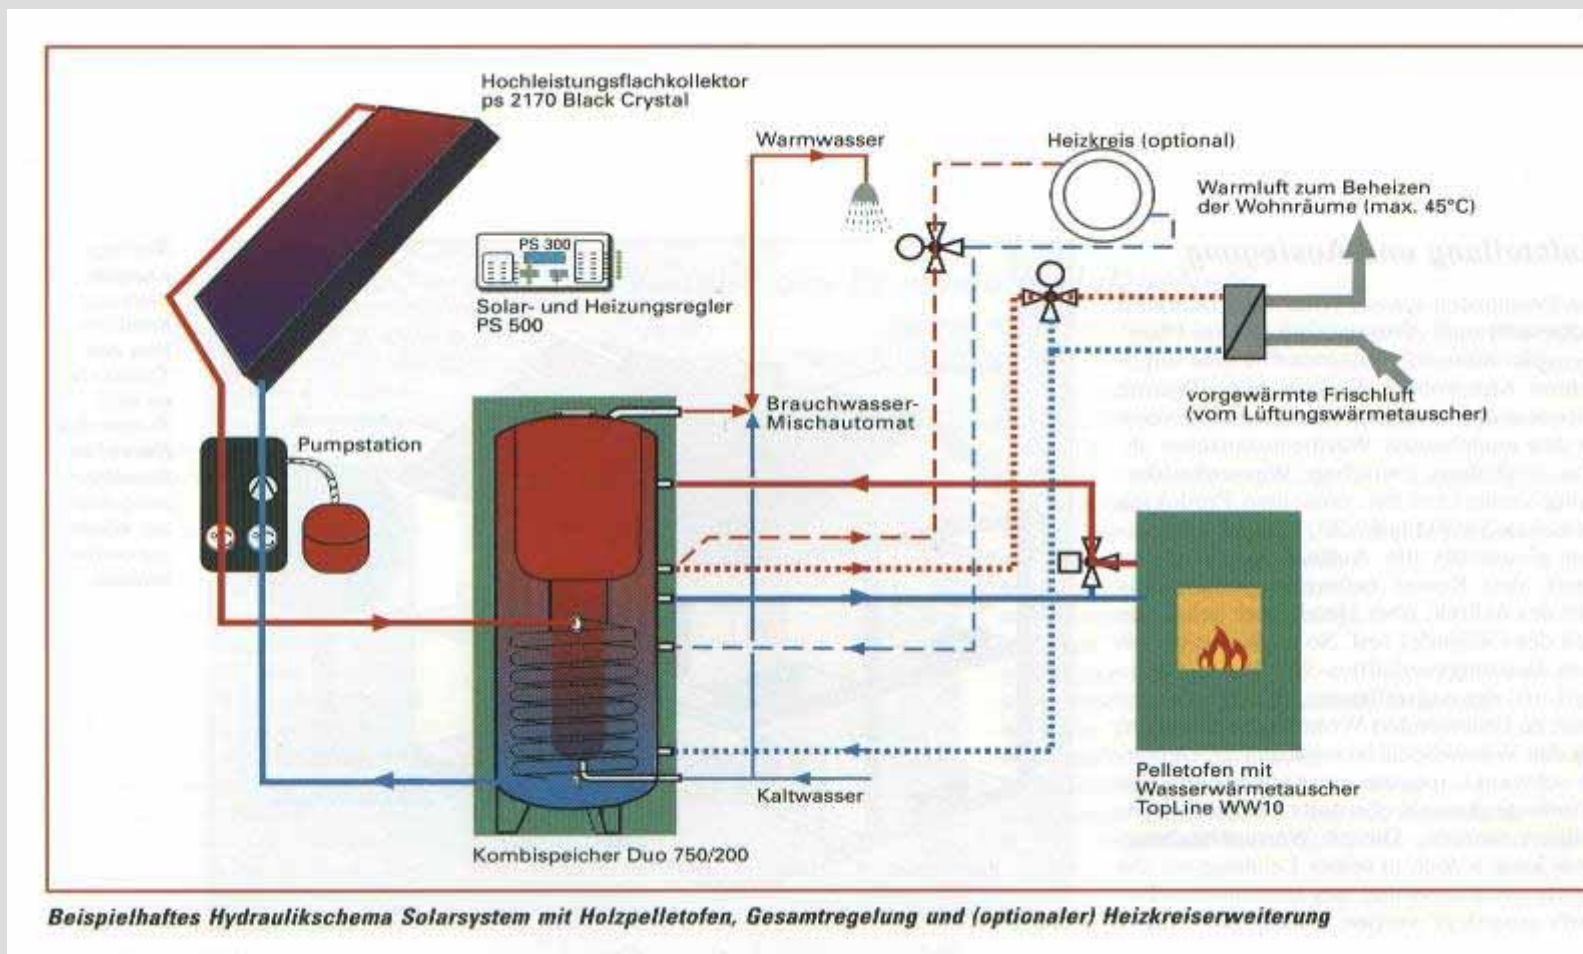 Hochleistungsflachkollektor
ps 2170 Black Crystal
Warmwasser
Heizkreis (optional)
Warmluft zum Beheizen
der Wohnräume (max. 45°C)
PS 300
Solar- und Heizungsregler
PS 500
vorgewärmte Frischluft
(vom Lüftungswärmetauscher)
Brauchwasser-
Mischautomat
Pumpstation
°C
°C
Pelletofen mit
Wasserwärmetauscher
TopLine WW10
Kaltwasser
Kombispeicher Duo 750/200
Beispielhaftes Hydraulikschema Solarsystem mit Holzpelletofen, Gesamtregelung und (optionaler) Heizkreiserweiterung